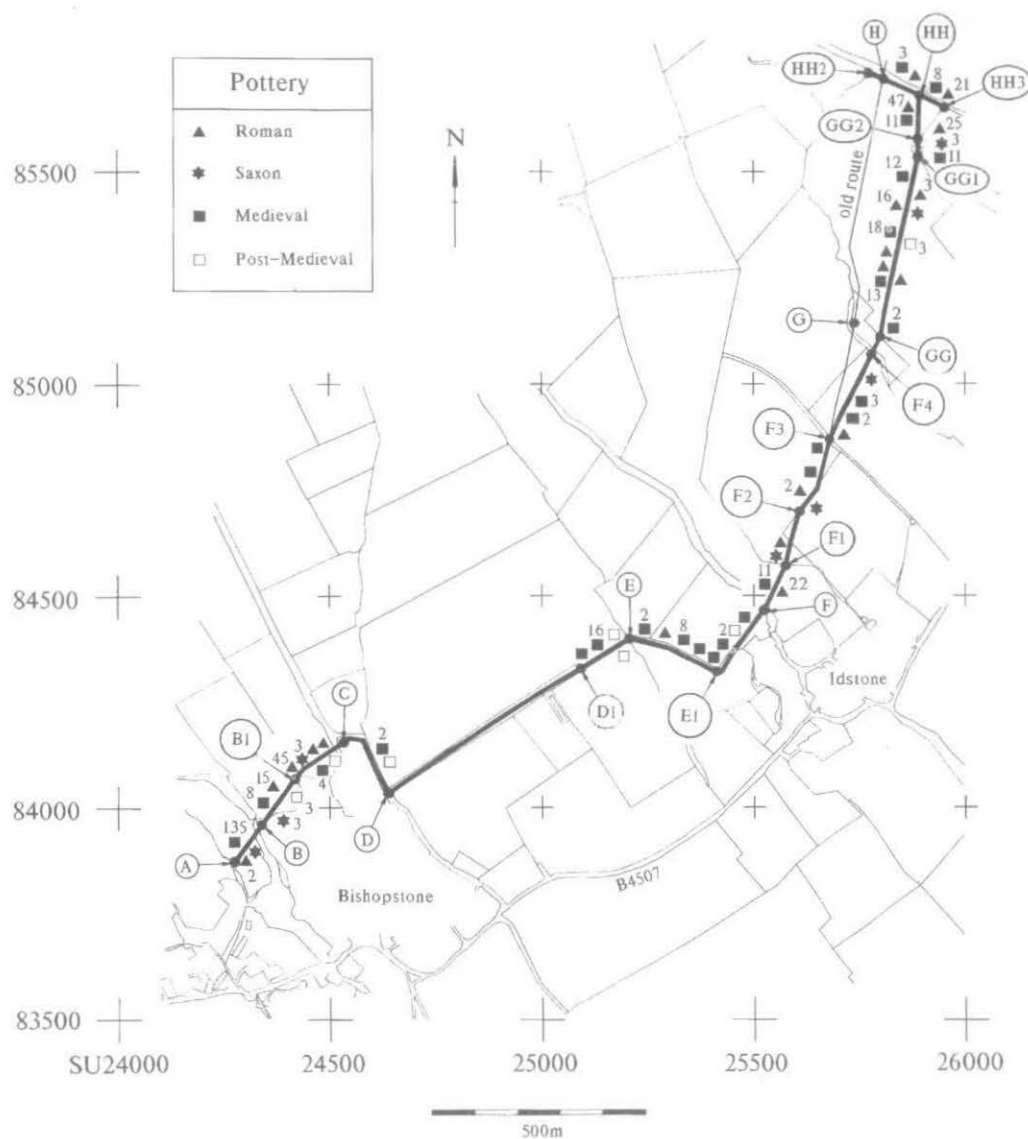 Pottery
Roman
Saxon
Medieval
Post-Medieval
N
H
HH
HH2
3
8
21
HH3
47
11
GG2
25
3
11
GG1
old route
12
16
3
18
3
13
G
2
GG
F4
3
2
F3
2
F2
F1
11
22
F
E
2
16
8
2
D1
E1
Idstone
C
B1
3
45
2
15
4
8
3
135
3
A
2
B
D
Bishopstone
B4507
85500
85000
84500
84000
83500
SU24000
24500
25000
25500
26000
500m